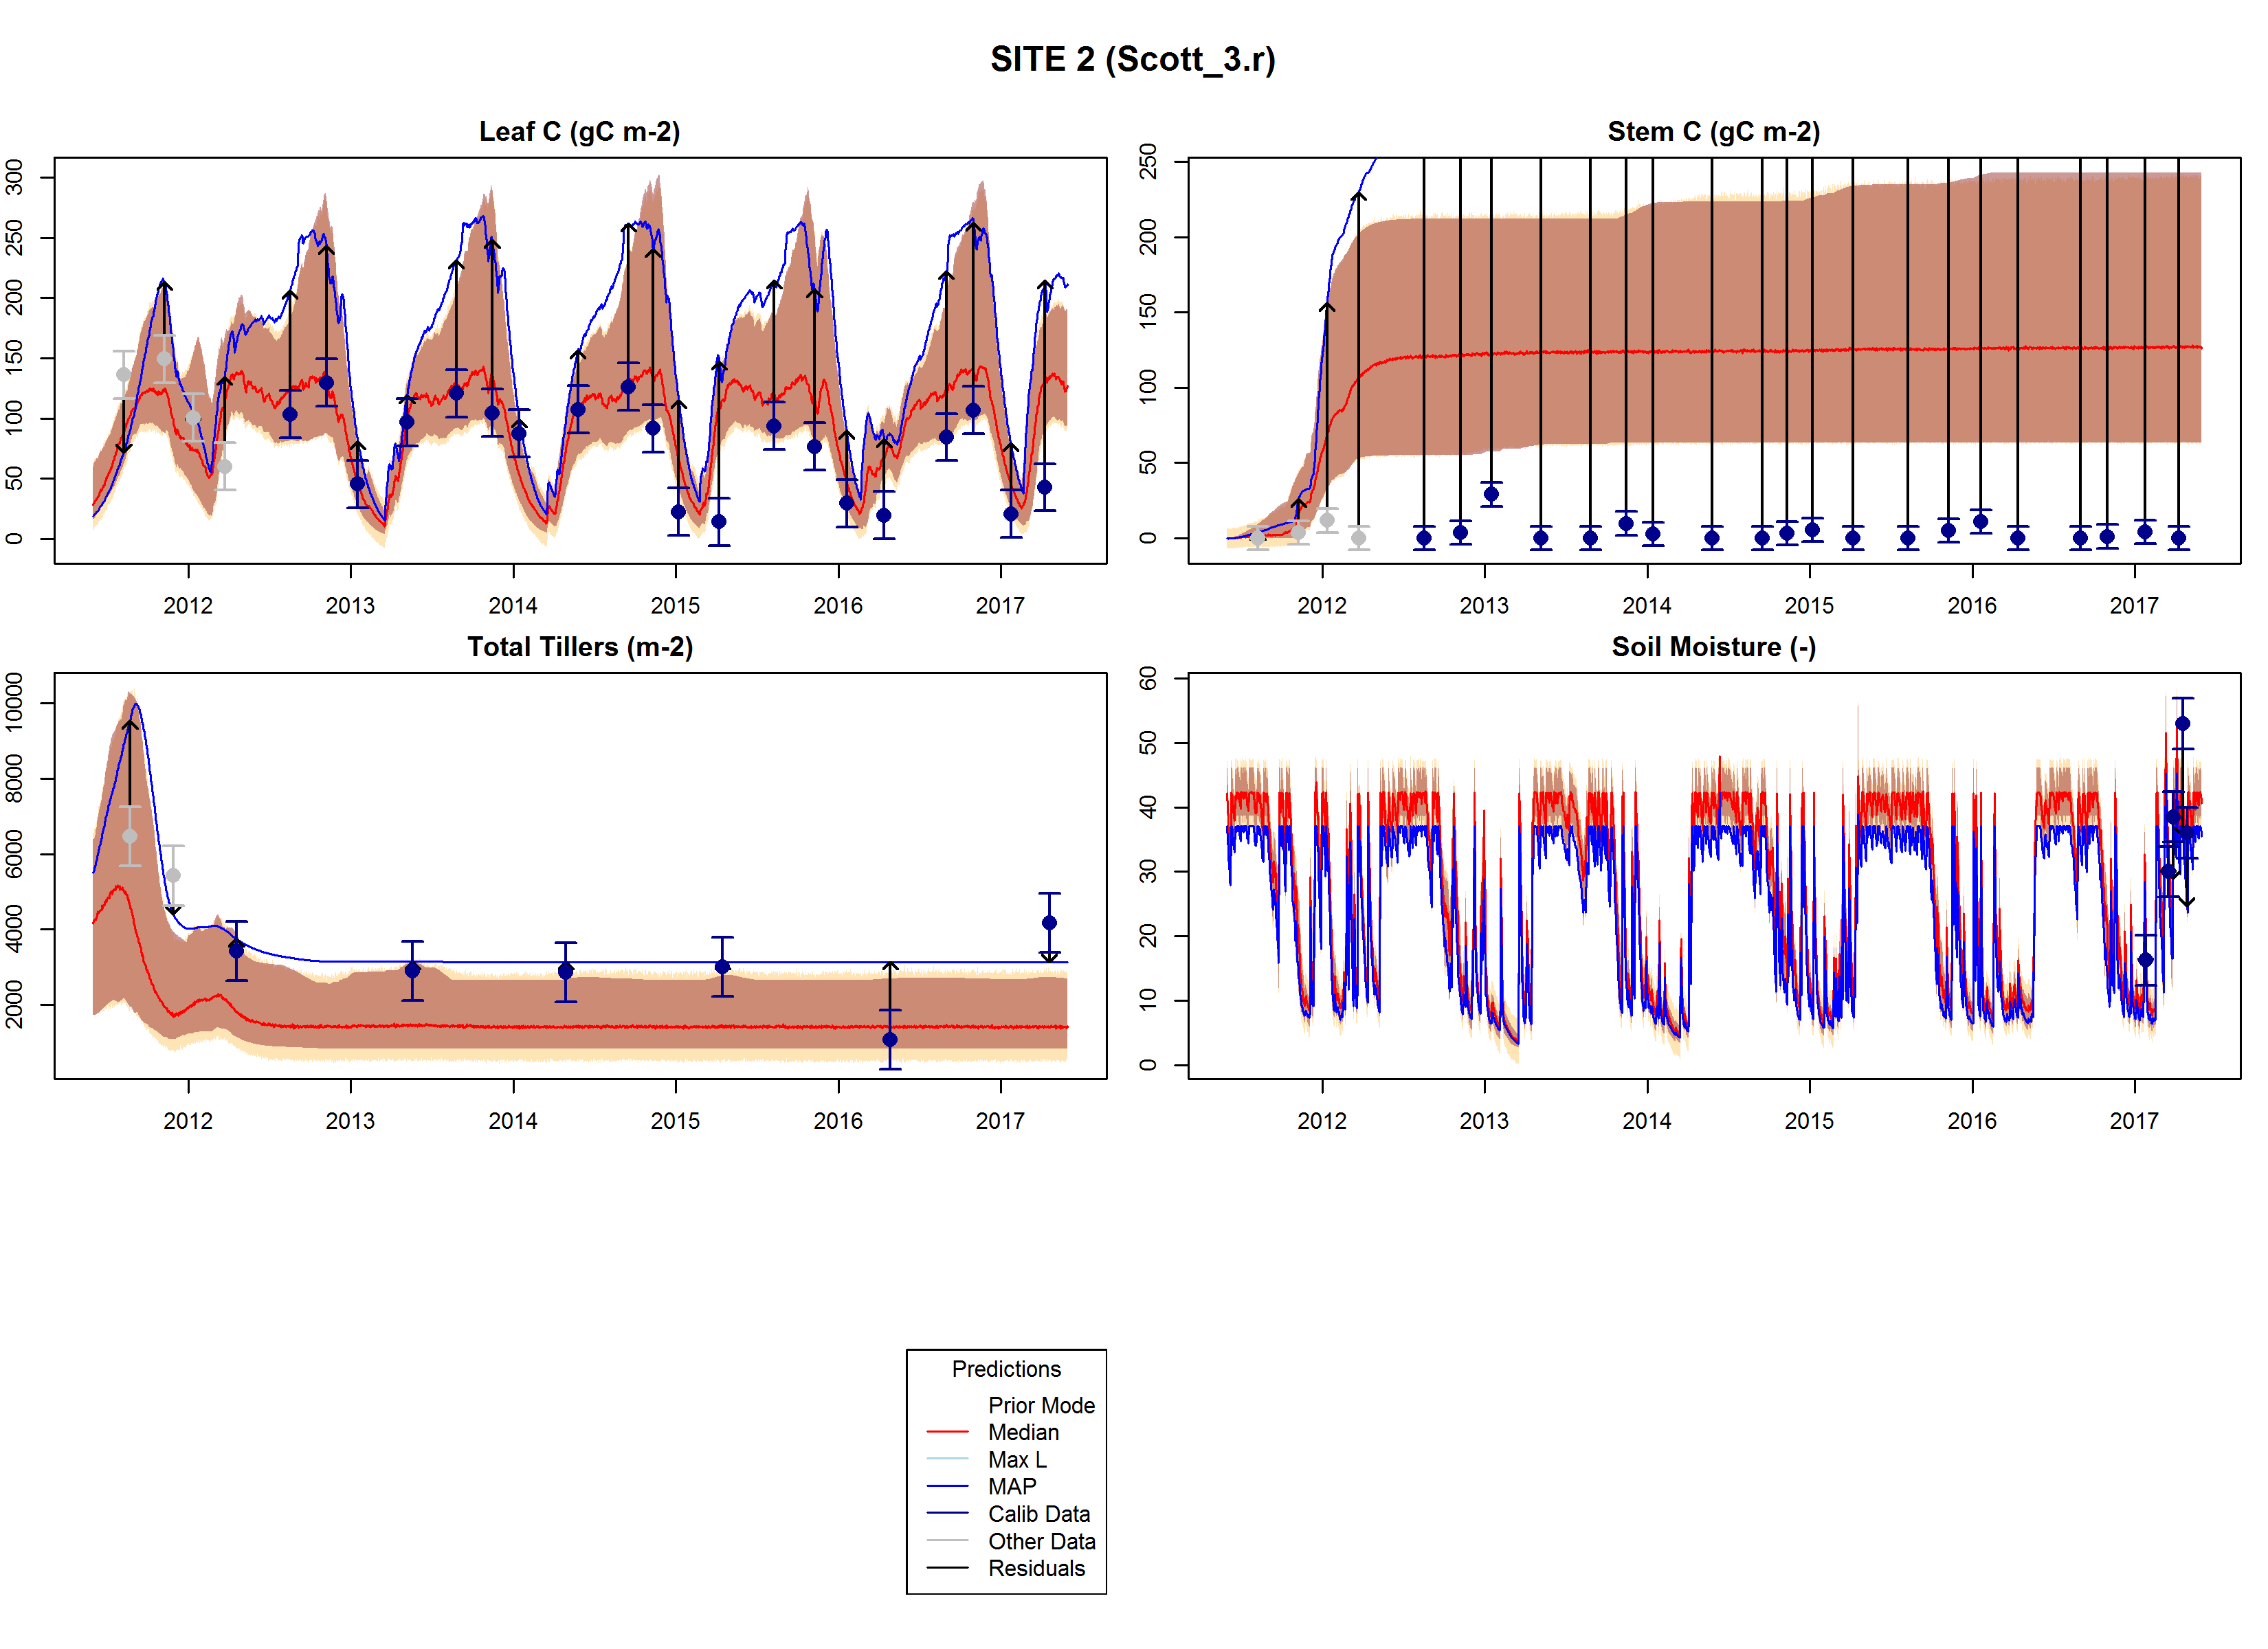 SITE 2 (Scott_3.r)
Leaf C (gC m-2)
0 50 100 150 200 250 300
2012 2013 2014 2015 2016 2017
Stem C (gC m-2)
0 50 100 150 200 250
2012 2013 2014 2015 2016 2017
Total Tillers (m-2)
2000 4000 6000 8000 10000
2012 2013 2014 2015 2016 2017
Soil Moisture (-)
0 10 20 30 40 50 60
2012 2013 2014 2015 2016 2017
Predictions
Prior Mode
Median
Max L
MAP
Calib Data
Other Data
Residuals